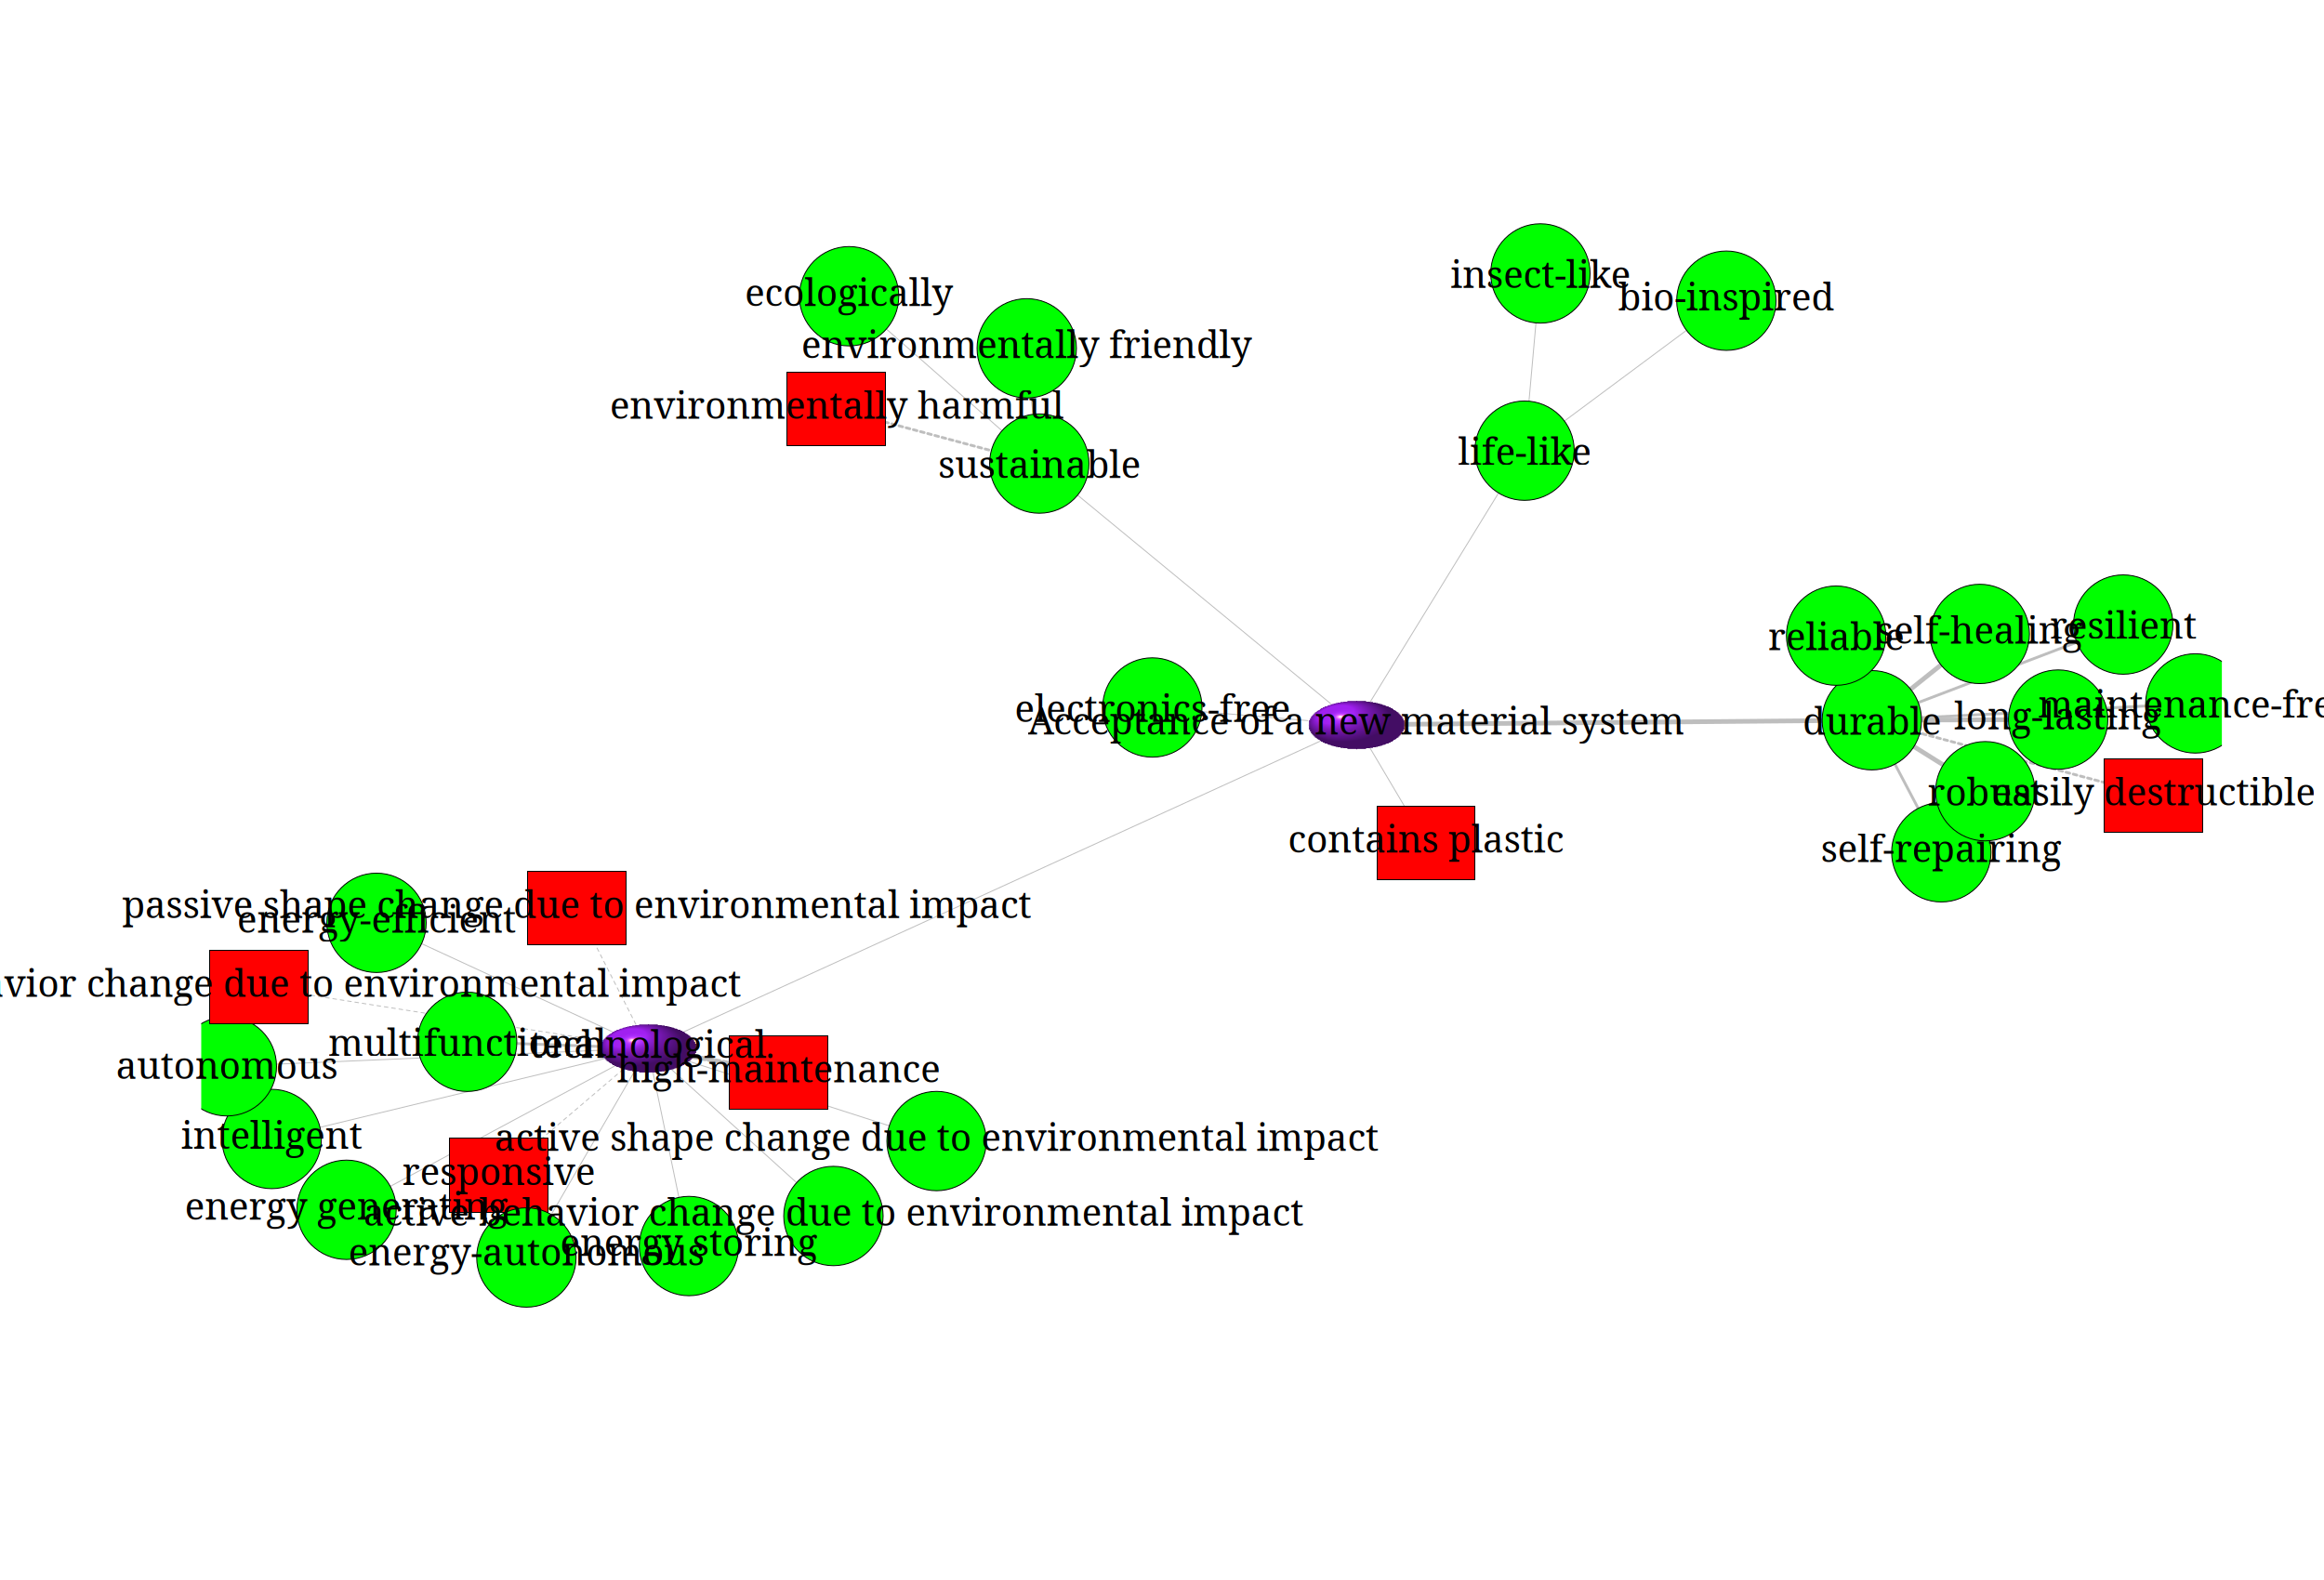 insect-like
ecologically
bio-inspired
environmentally friendly
environmentally harmful
life-like
sustainable
resilient
self-healing
reliable
maintenance-fre
electronics-free
long-lasting
Acceptance of a new material system
durable
robust
easily destructible
contains plastic
self-repairing
passive shape change due to environmental impact
energy-efficient
avior change due to environmental impact
multifunctional
technological.
autonomous
high-maintenance
intelligent
active shape change due to environmental impact
responsive
energy generating
active behavior change due to environmental impact
energy storing
energy-autonomous